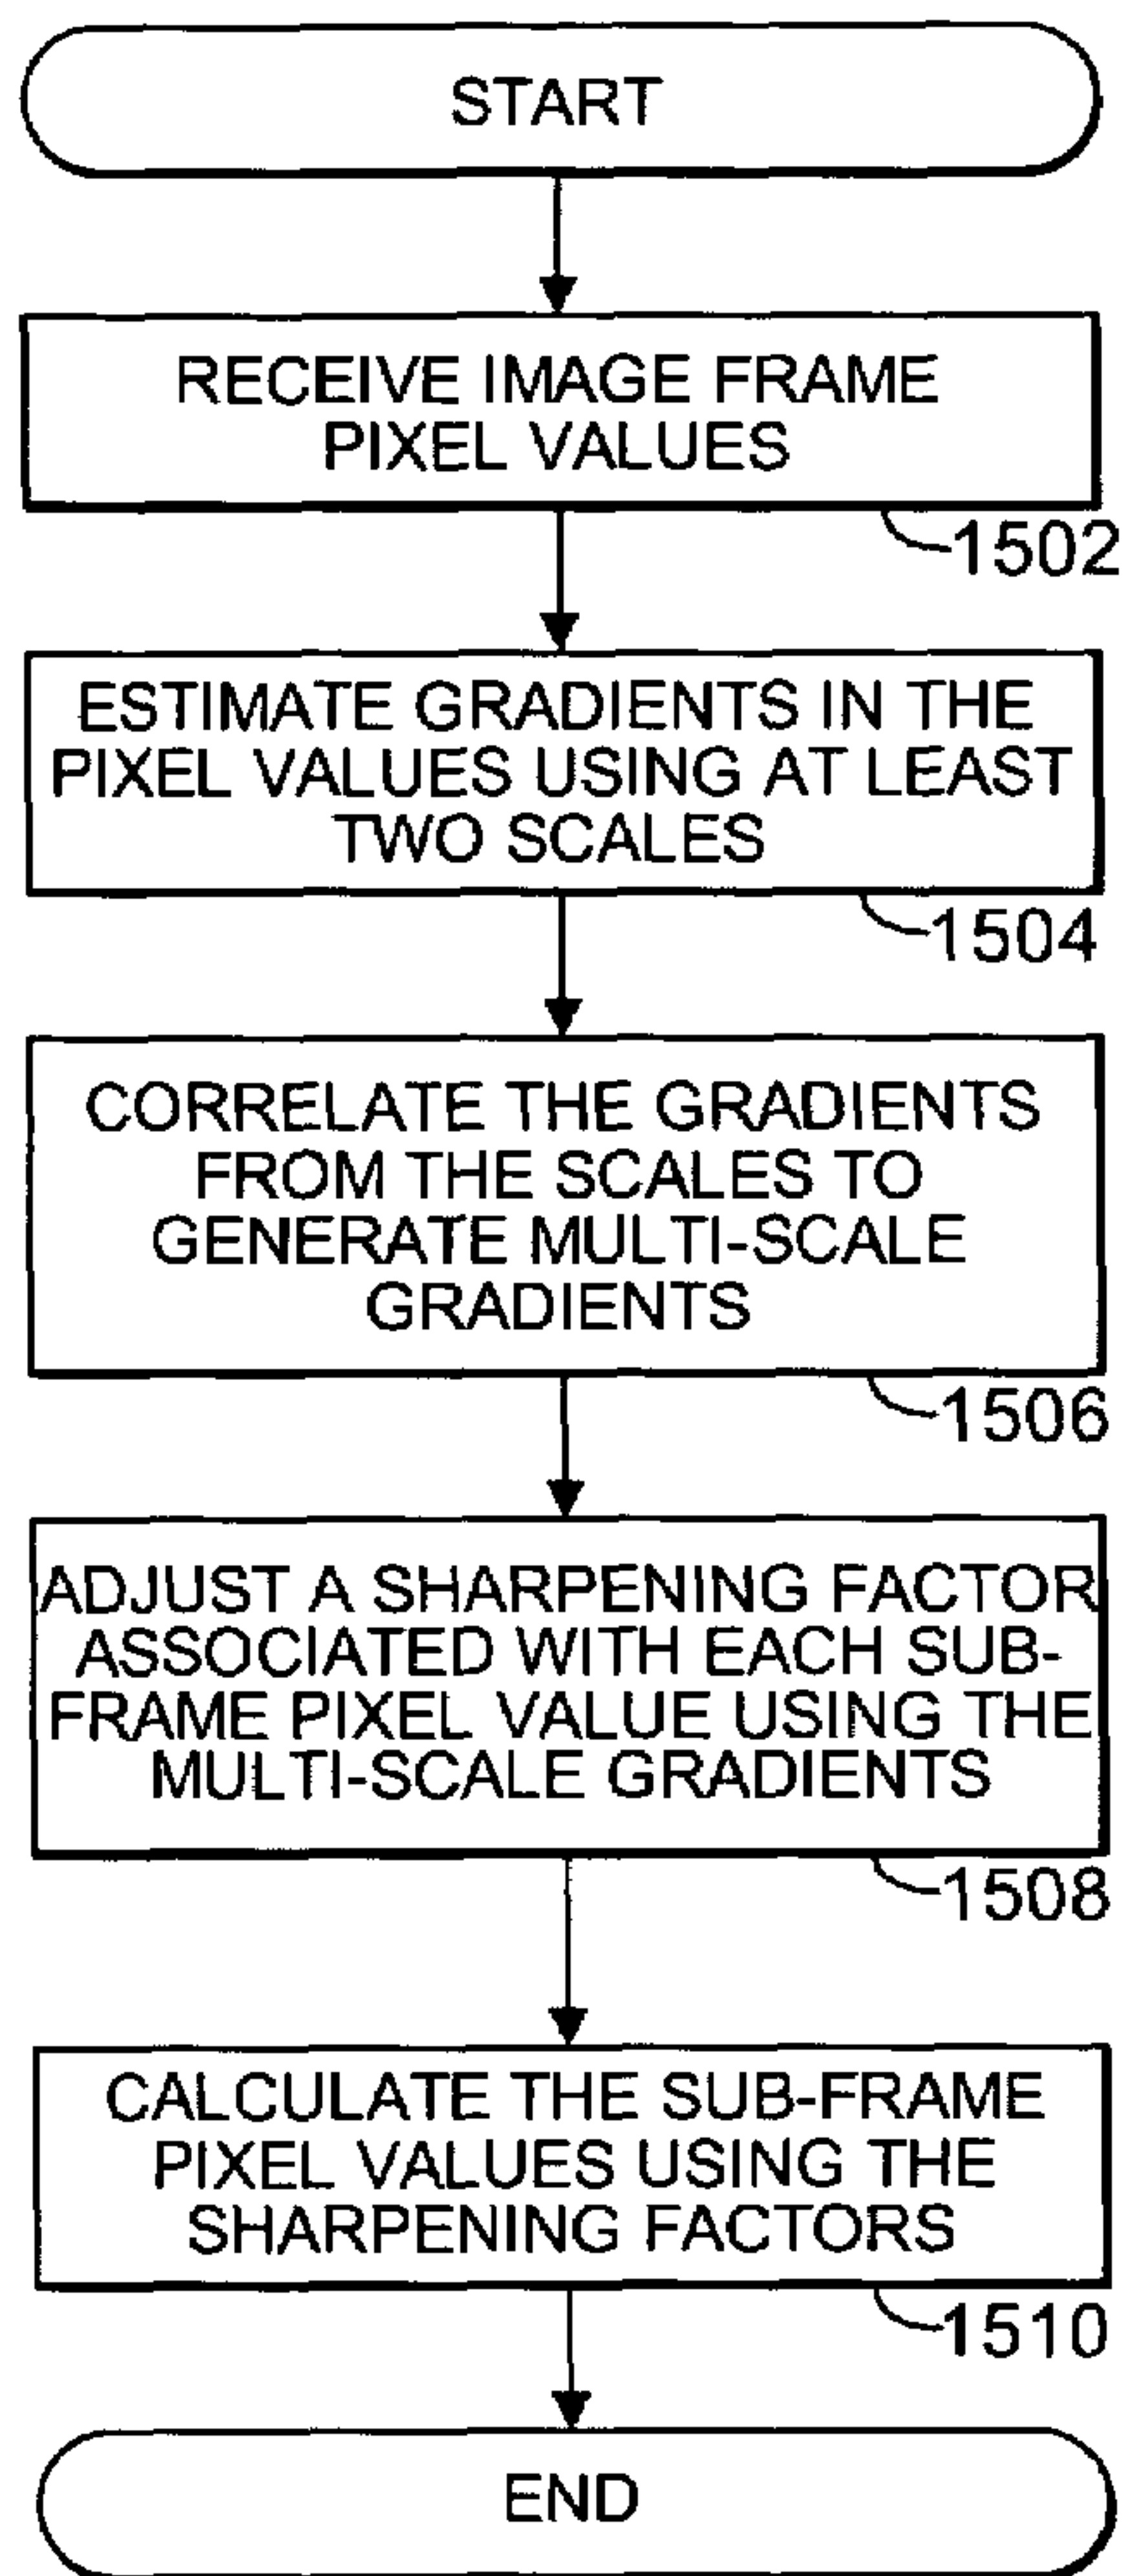 START
RECEIVE IMAGE FRAME
PIXEL VALUES
1502
ESTIMATE GRADIENTS IN THE
PIXEL VALUES USING AT LEAST
TWO SCALES
1504
CORRELATE THE GRADIENTS
FROM THE SCALES TO
GENERATE MULTI-SCALE
GRADIENTS
1506
ADJUST A SHARPENING FACTOR
ASSOCIATED WITH EACH SUB-
FRAME PIXEL VALUE USING THE
MULTI-SCALE GRADIENTS
1508
CALCULATE THE SUB-FRAME
PIXEL VALUES USING THE
SHARPENING FACTORS
1510
END